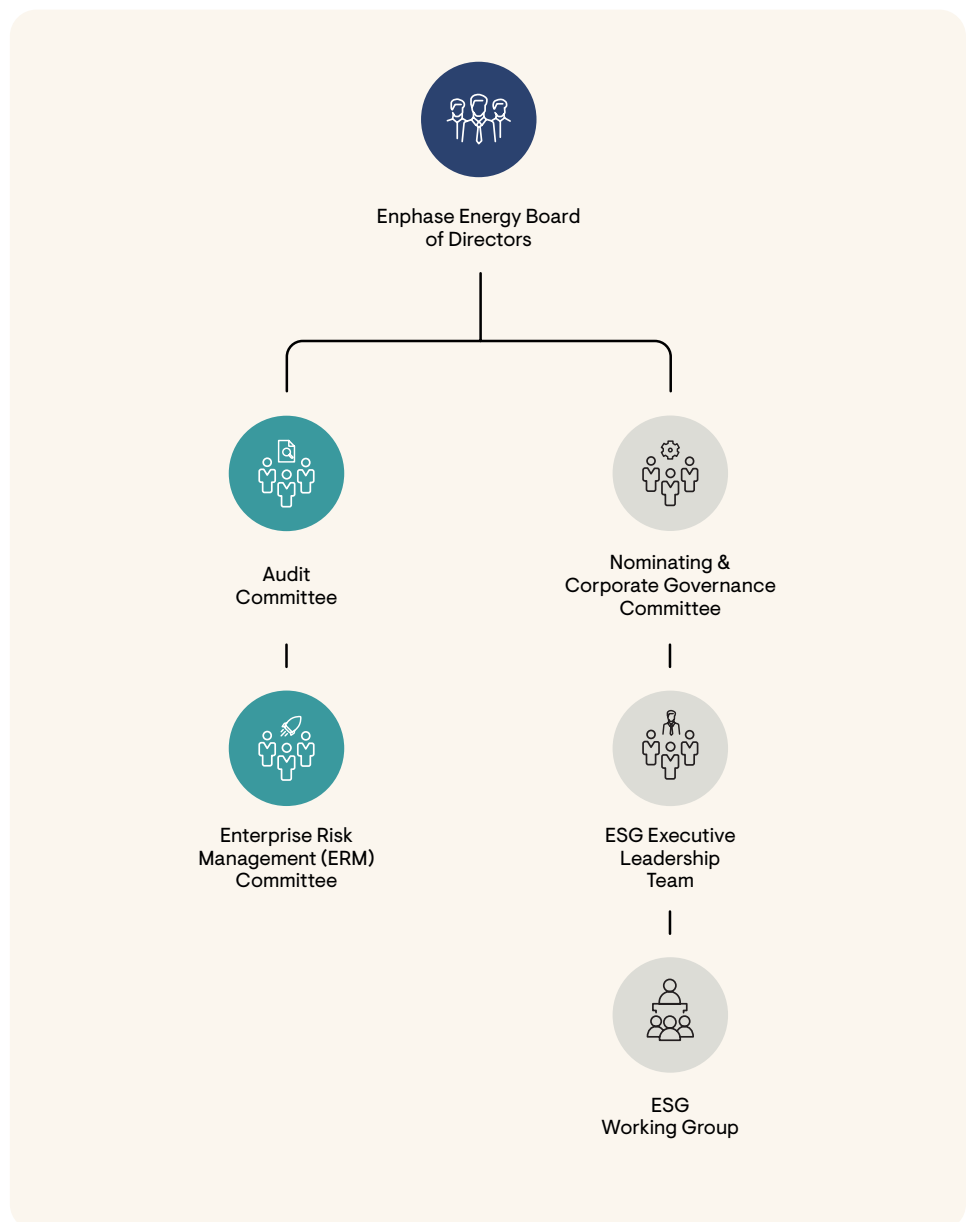 Enphase Energy Board
of Directors
Audit
Committee
Nominating &
Corporate Governance
Committee
Enterprise Risk
Management (ERM)
Committee
ESG Executive
Leadership
Team
ESG
Working Group